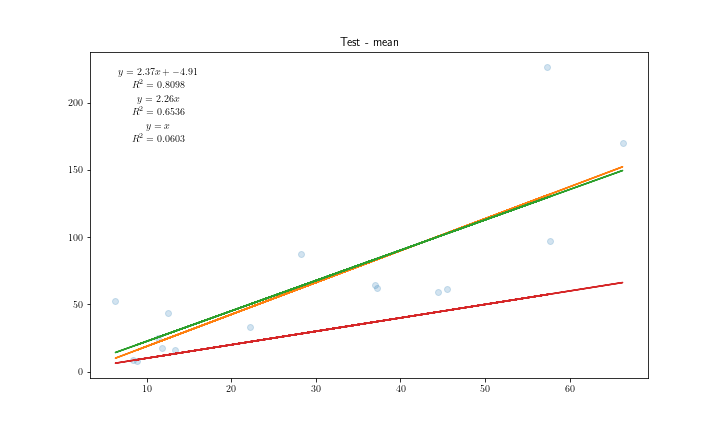 Test - mean
y = 2.37x + −4.91
R² = 0.8098
y = 2.26x
R² = 0.6536
y = x
R² = 0.0603
200
150
100
50
0
10 20 30 40 50 60